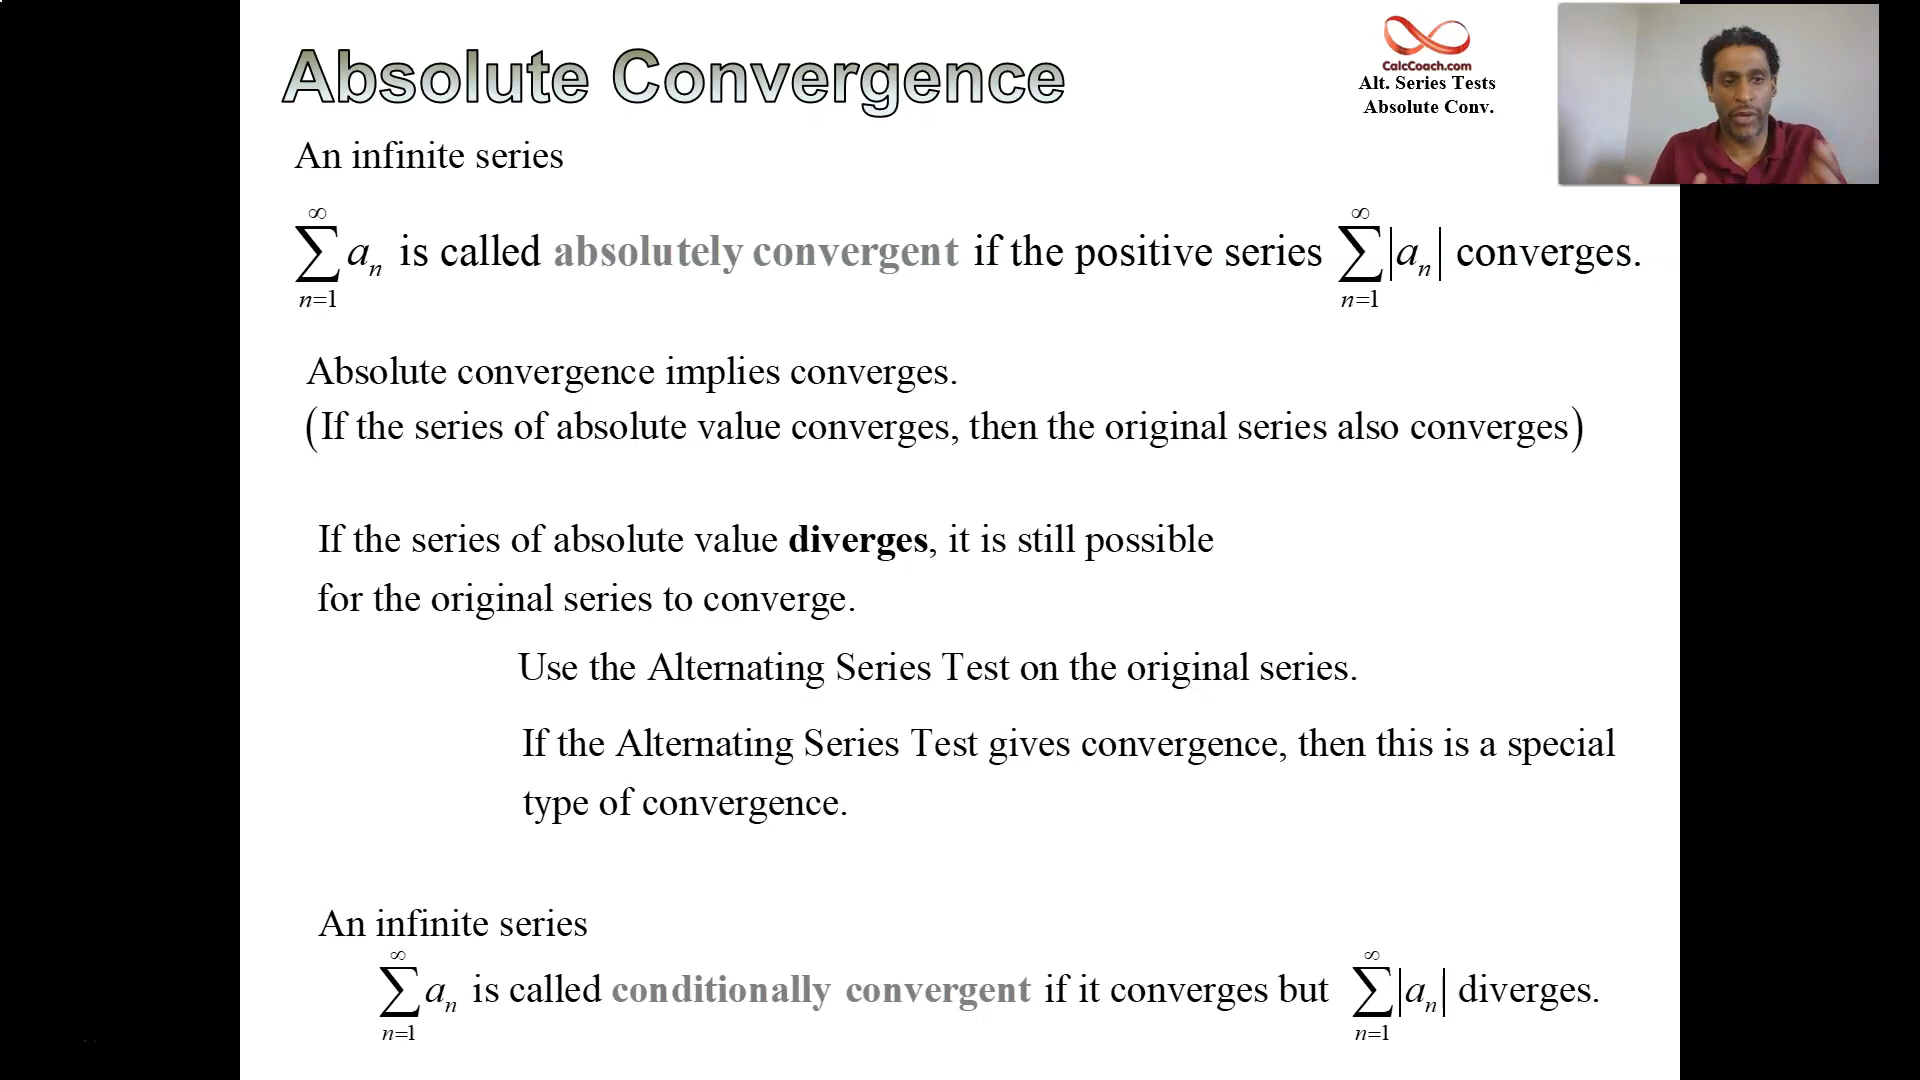 Absolute Convergence
CalcCoach.com
Alt. Series Tests
Absolute Conv.
An infinite series
∞ ∑ n=1 aₙ is called absolutely convergent if the positive series ∞ ∑ n=1 |aₙ| converges.
Absolute convergence implies converges.
(If the series of absolute value converges, then the original series also converges)
If the series of absolute value diverges, it is still possible
for the original series to converge.
Use the Alternating Series Test on the original series.
If the Alternating Series Test gives convergence, then this is a special
type of convergence.
An infinite series
∞ ∑ n=1 aₙ is called conditionally convergent if it converges but ∞ ∑ n=1 |aₙ| diverges.